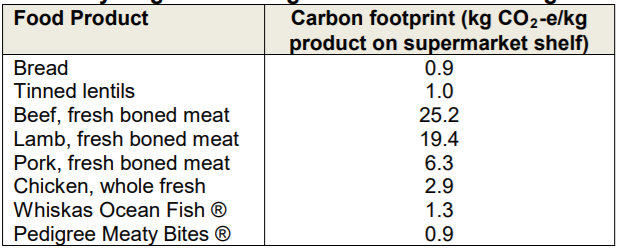 Food Product Carbon footprint (kg CO₂-e/kg
product on supermarket shelf)
Bread 0.9
Tinned lentils 1.0
Beef, fresh boned meat 25.2
Lamb, fresh boned meat 19.4
Pork, fresh boned meat 6.3
Chicken, whole fresh 2.9
Whiskas Ocean Fish ® 1.3
Pedigree Meaty Bites ® 0.9